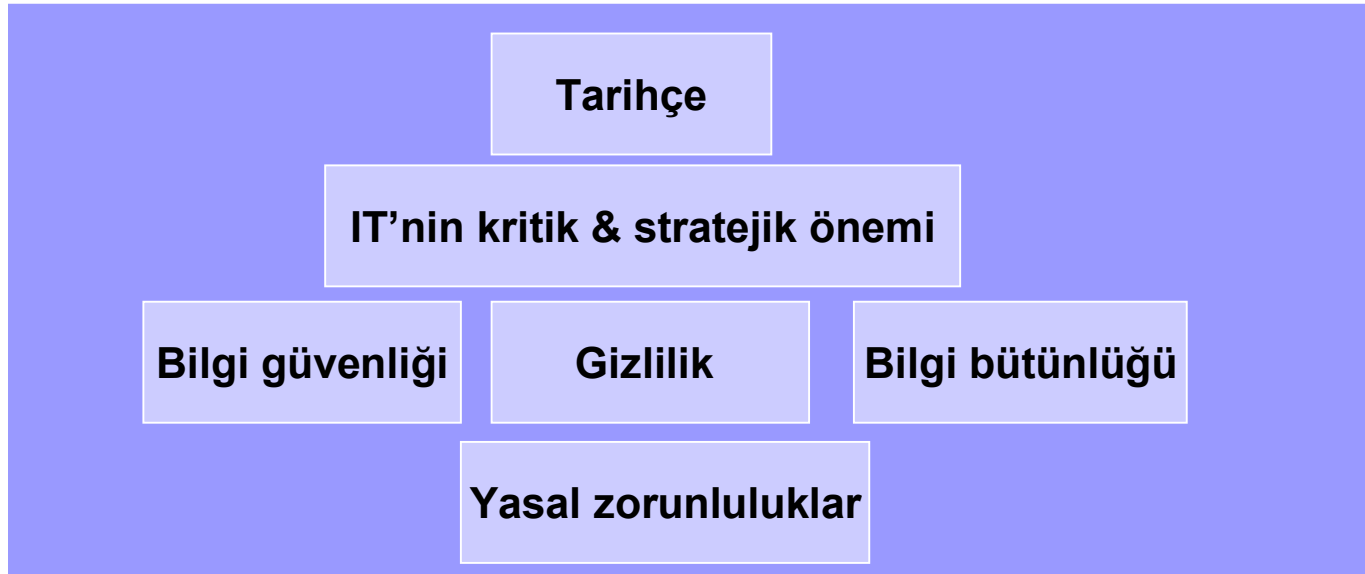 Tarihçe
IT’nin kritik & stratejik önemi
Bilgi güvenliği
Gizlilik
Bilgi bütünlüğü
Yasal zorunluluklar